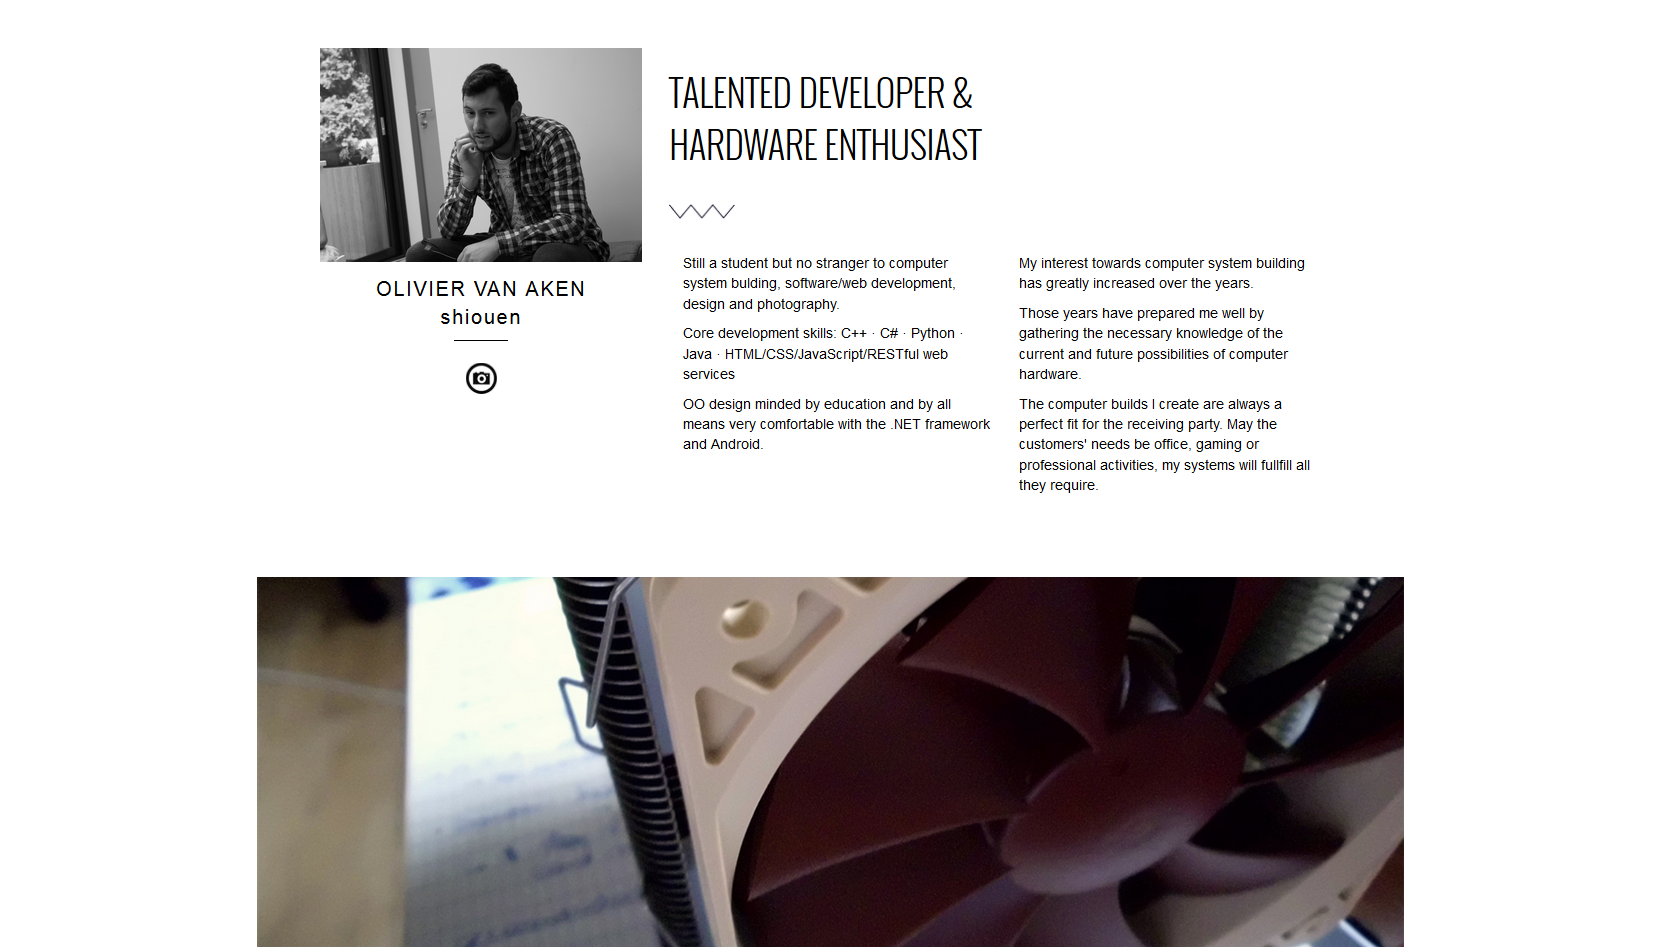 TALENTED DEVELOPER &
HARDWARE ENTHUSIAST
OLIVIER VAN AKEN
shiouen
Still a student but no stranger to computer
system bulding, software/web development,
design and photography.
Core development skills: C++ · C# · Python ·
Java · HTML/CSS/JavaScript/RESTful web
services
OO design minded by education and by all
means very comfortable with the .NET framework
and Android.
My interest towards computer system building
has greatly increased over the years.
Those years have prepared me well by
gathering the necessary knowledge of the
current and future possibilities of computer
hardware.
The computer builds I create are always a
perfect fit for the receiving party. May the
customers' needs be office, gaming or
professional activities, my systems will fullfill all
they require.